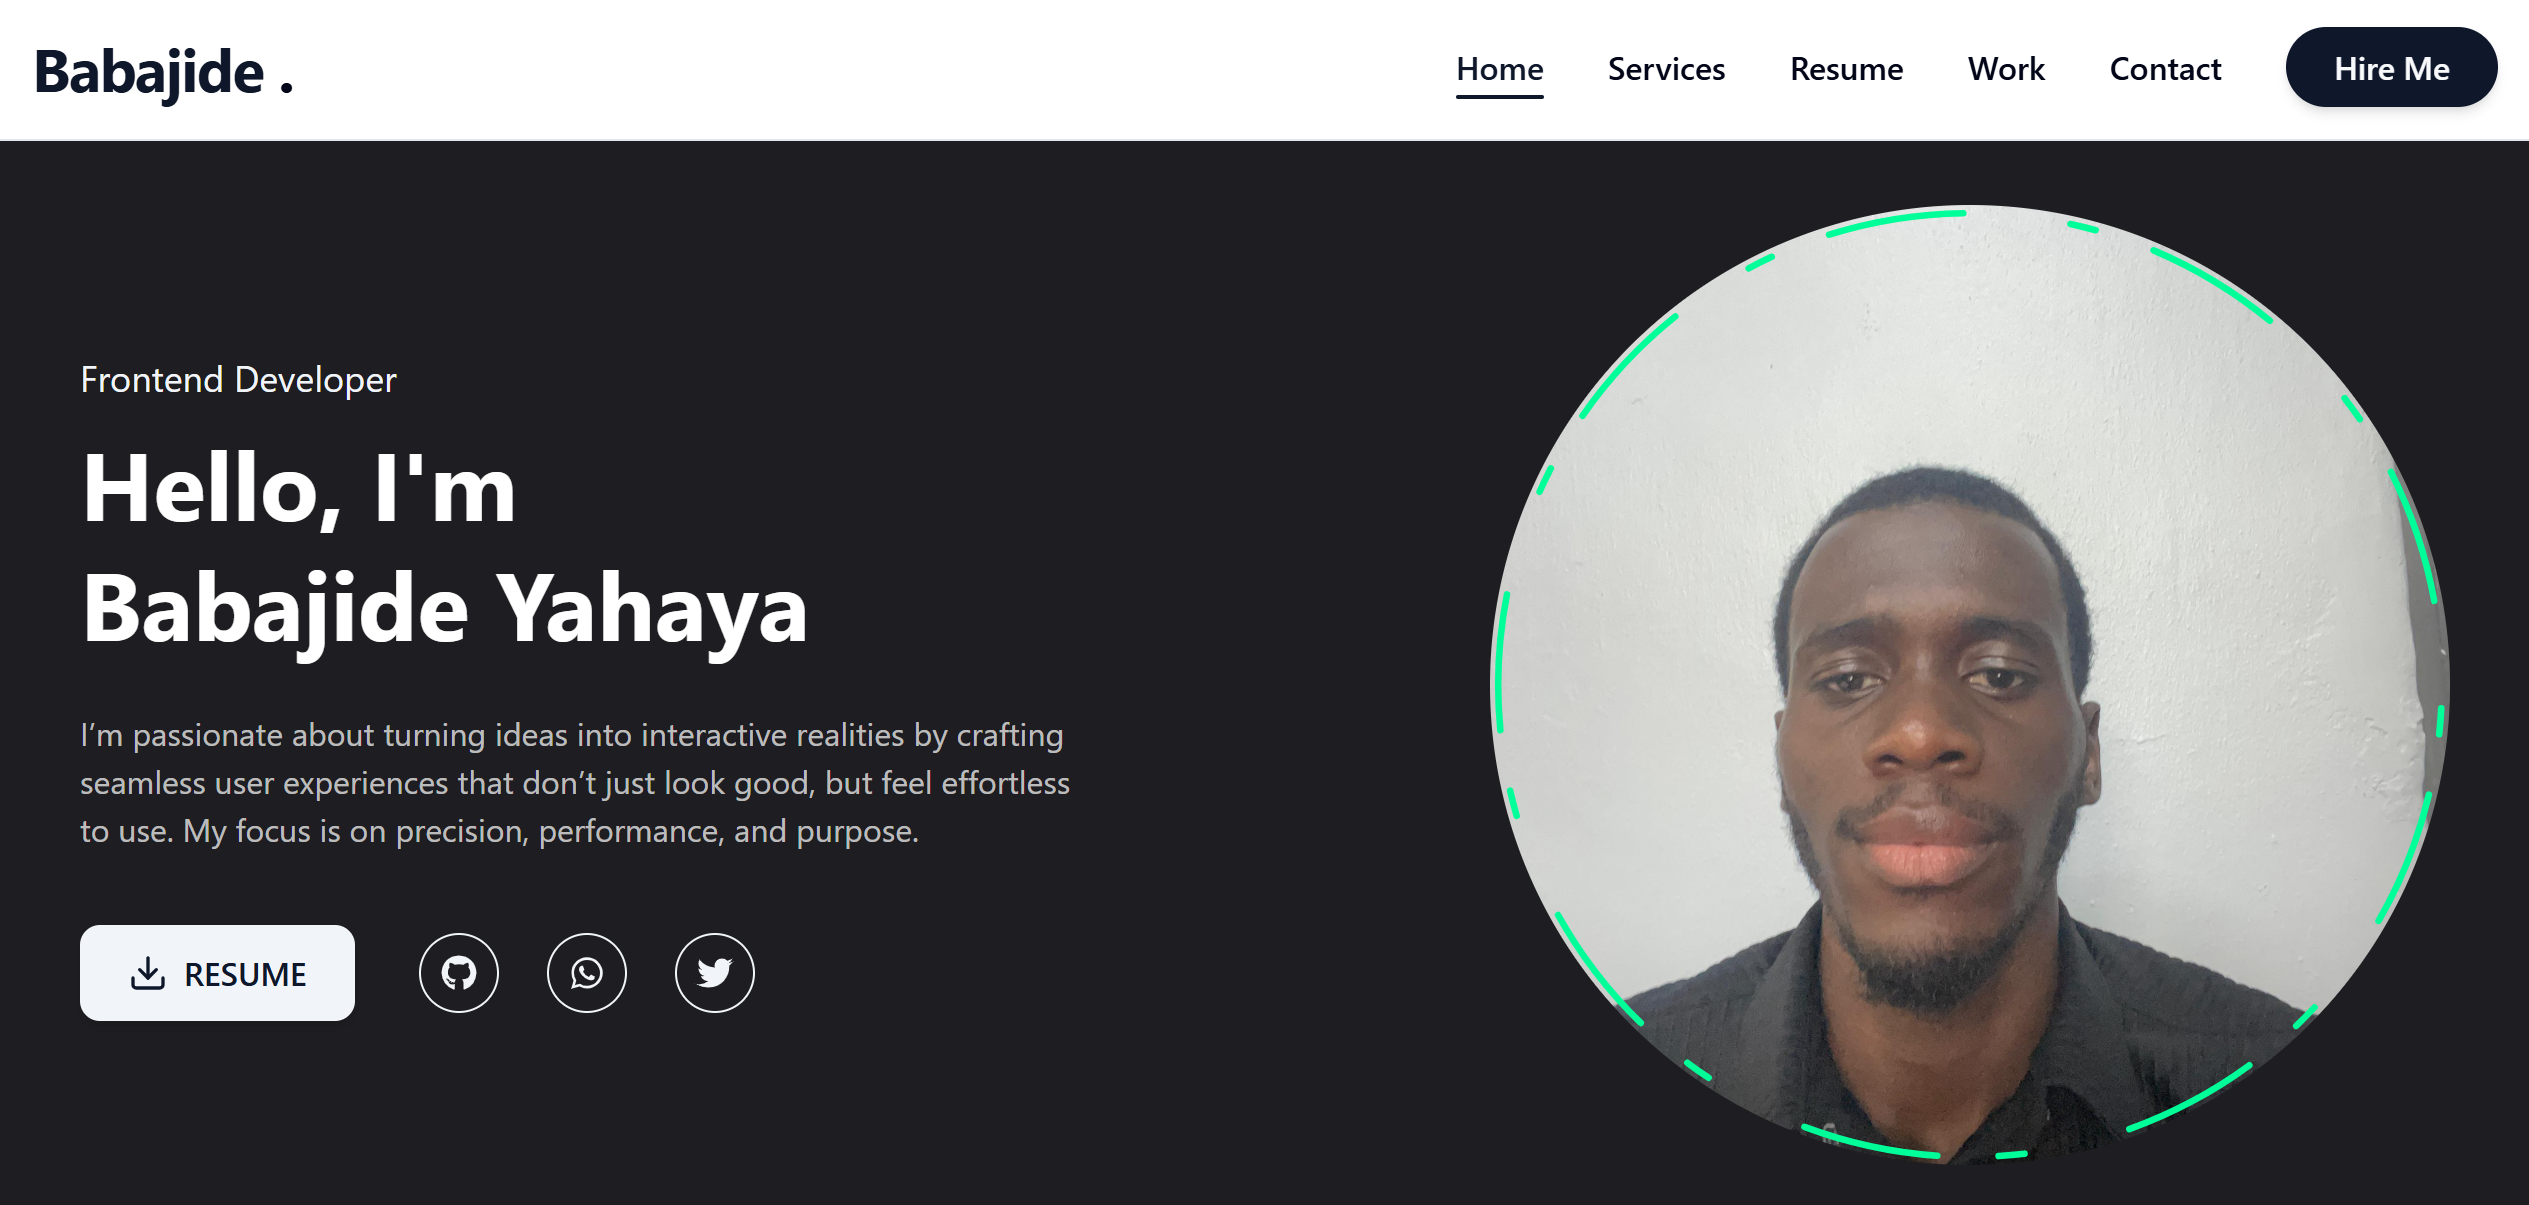 Babajide .
Home Services Resume Work Contact Hire Me
Frontend Developer
Hello, I'm
Babajide Yahaya
I’m passionate about turning ideas into interactive realities by crafting
seamless user experiences that don’t just look good, but feel effortless
to use. My focus is on precision, performance, and purpose.
RESUME